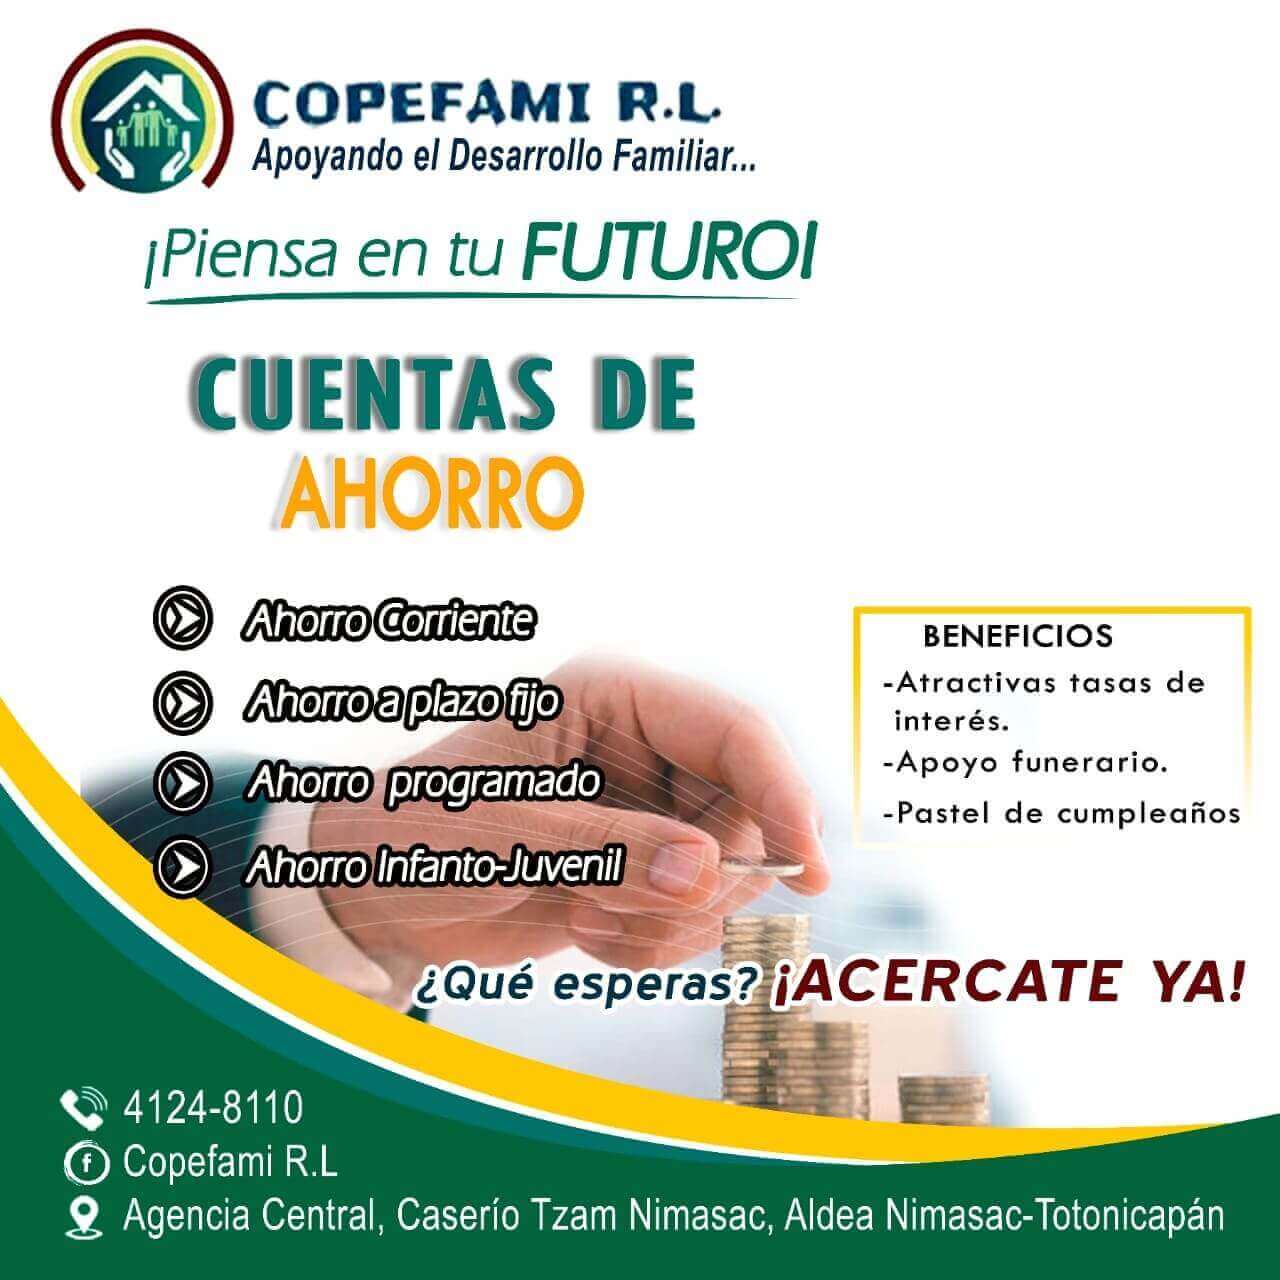 COPEFAMI R.L.
Apoyando el Desarrollo Familiar...
¡Piensa en tu FUTURO!
CUENTAS DE
AHORRO
Ahorro Corriente
Ahorro a plazo fijo
Ahorro programado
Ahorro Infanto-Juvenil
BENEFICIOS
-Atractivas tasas de
interés.
-Apoyo funerario.
-Pastel de cumpleaños
¿Qué esperas? ¡ACERCATE YA!
4124-8110
Copefami R.L
Agencia Central, Caserío Tzam Nimasac, Aldea Nimasac-Totonicapán